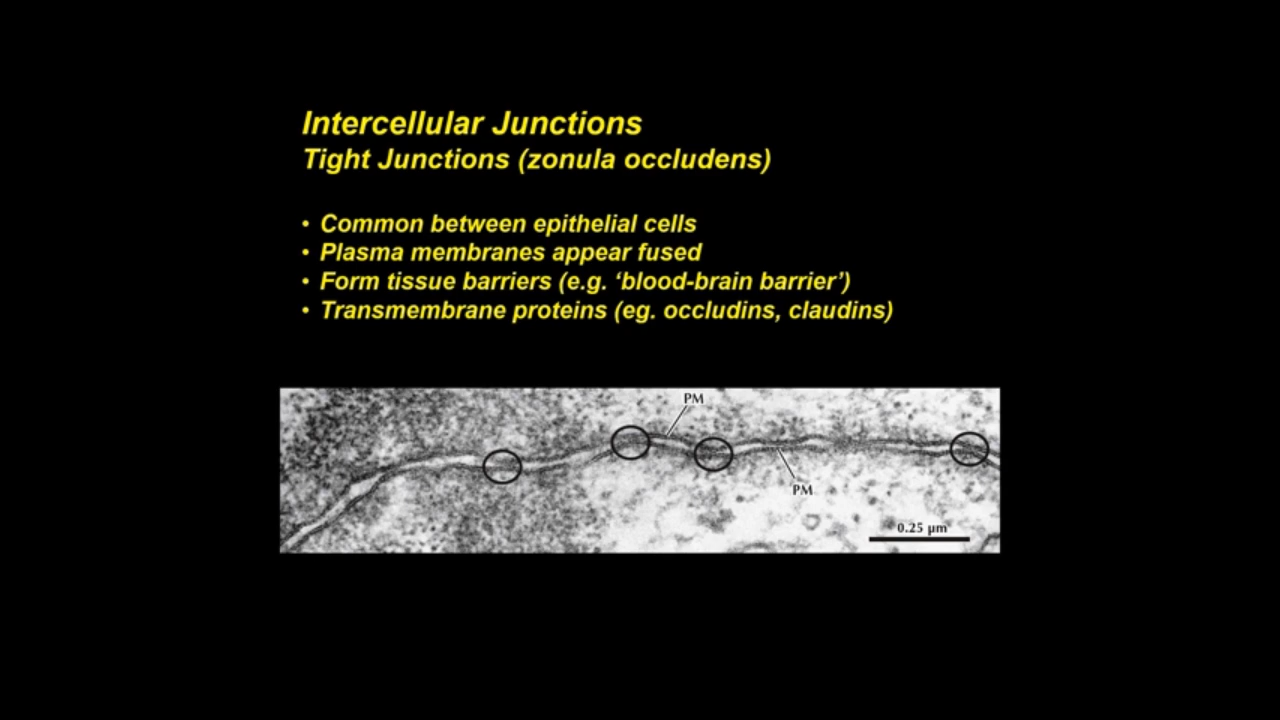 Intercellular Junctions
Tight Junctions (zonula occludens)
• Common between epithelial cells
• Plasma membranes appear fused
• Form tissue barriers (e.g. ‘blood-brain barrier’)
• Transmembrane proteins (eg. occludins, claudins)
PM
PM
0.25 µm